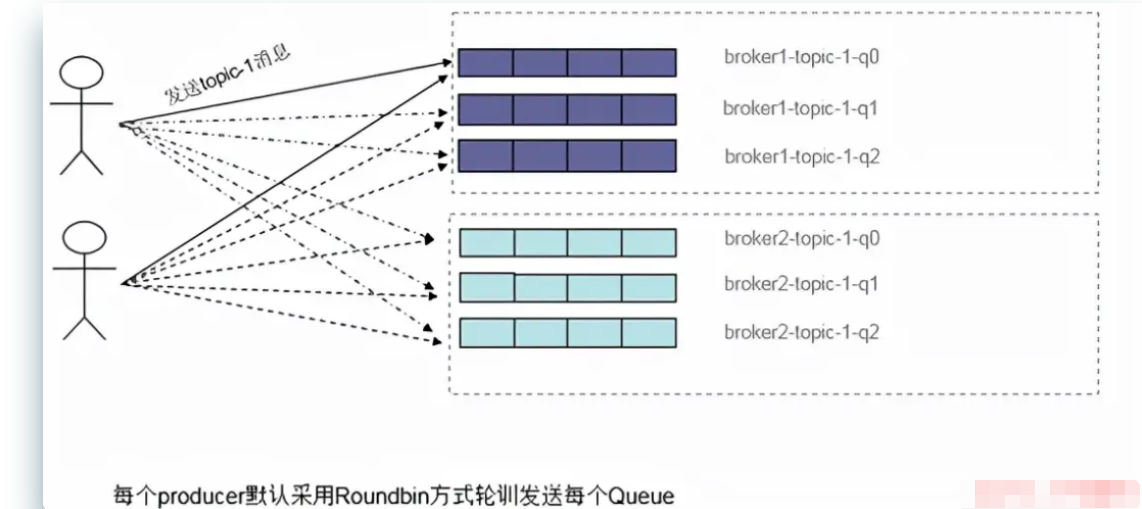 发送topic-1消息
broker1-topic-1-q0
broker1-topic-1-q1
broker1-topic-1-q2
broker2-topic-1-q0
broker2-topic-1-q1
broker2-topic-1-q2
每个producer默认采用Roundbin方式轮训发送每个Queue